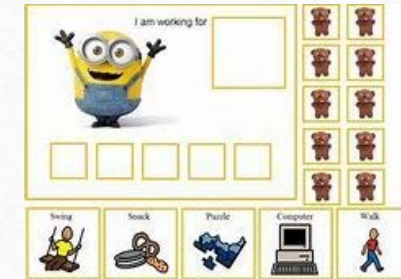 I am working for
Swing
Snack
Puzzle
Computer
Walk